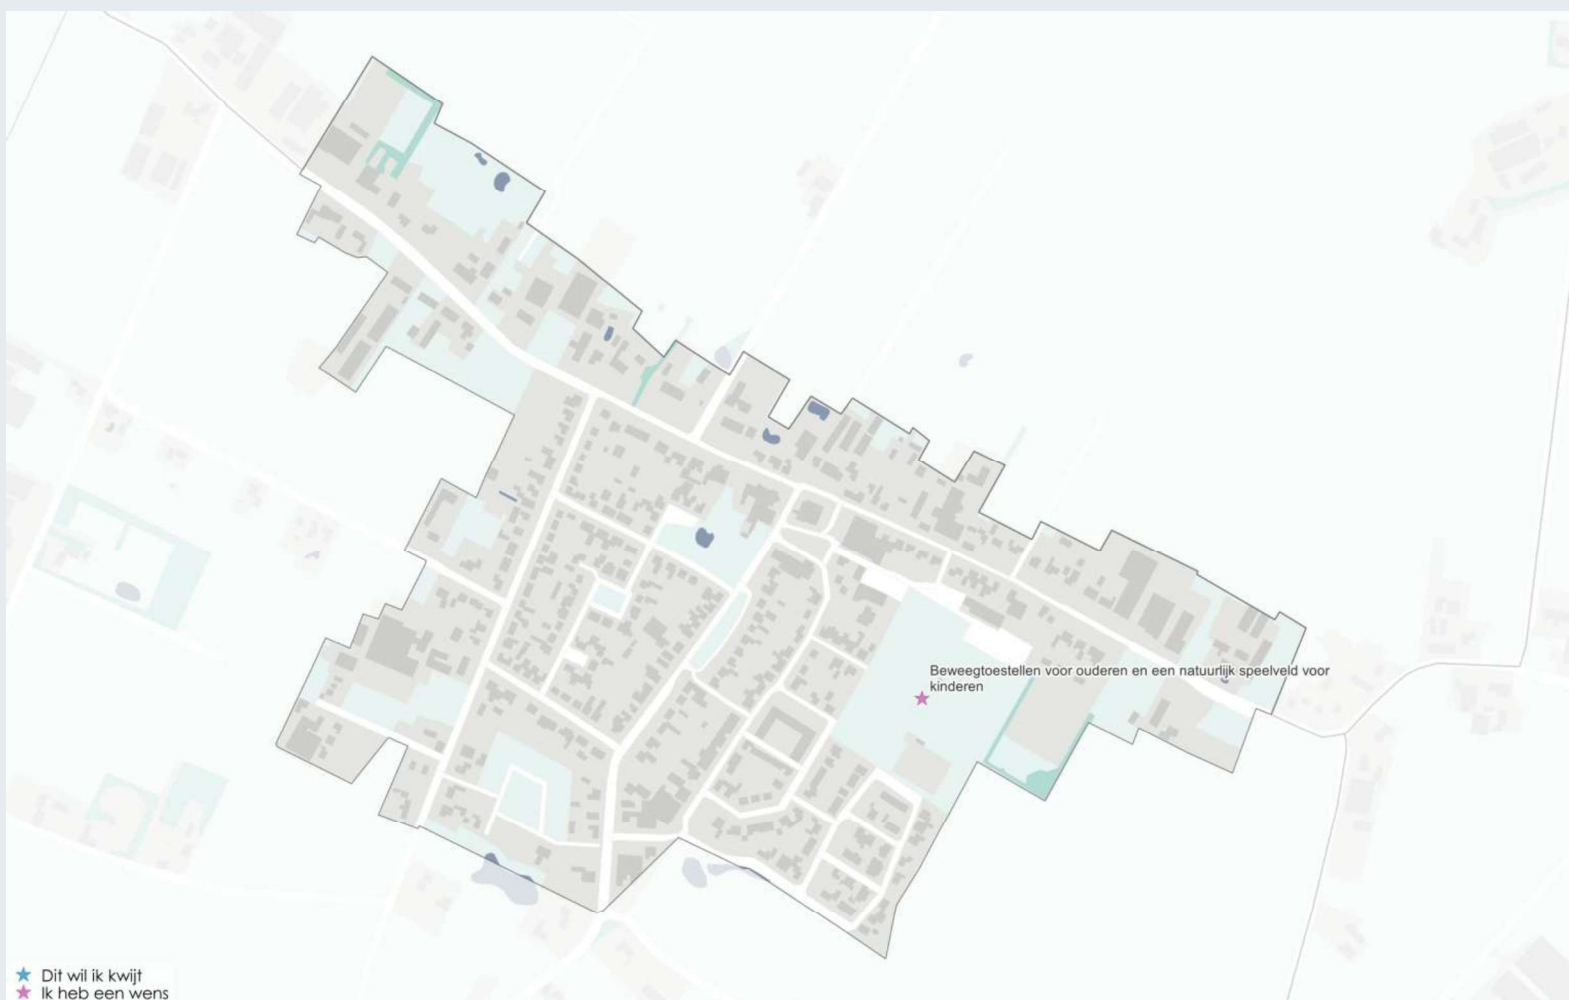 Beweegtoestellen voor ouderen en een natuurlijk speelveld voor
kinderen
Dit wil ik kwijt
Ik heb een wens